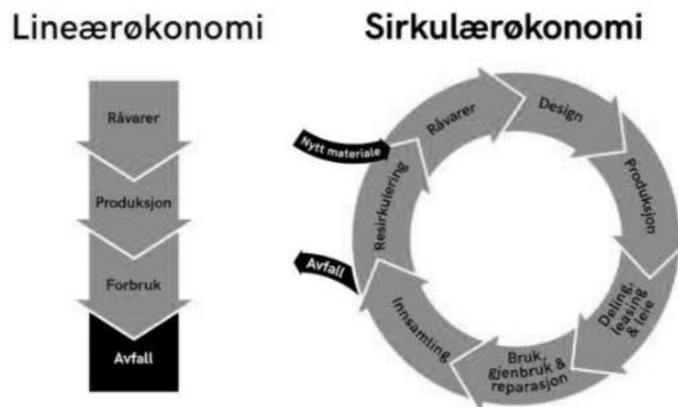 Lineærøkonomi
Råvarer
Produksjon
Forbruk
Avfall
Sirkulærøkonomi
Råvarer
Design
Produksjon
Deling,
leasing
& leie
Bruk,
gjenbruk &
reparasjon
Innsamling
Resirkulering
Nytt materiale
Avfall